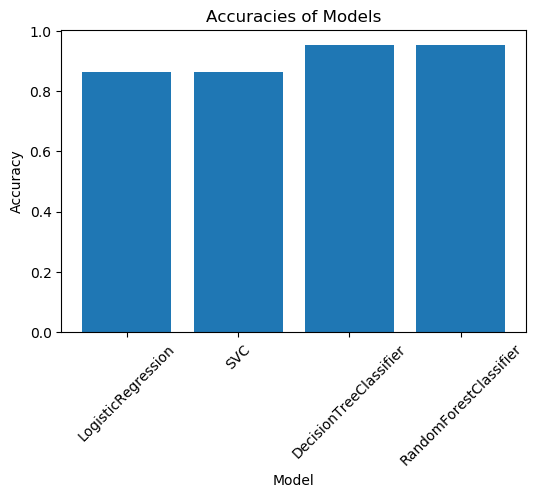 Accuracies of Models
Accuracy
1.0
0.8
0.6
0.4
0.2
0.0
LogisticRegression
SVC
DecisionTreeClassifier
RandomForestClassifier
Model